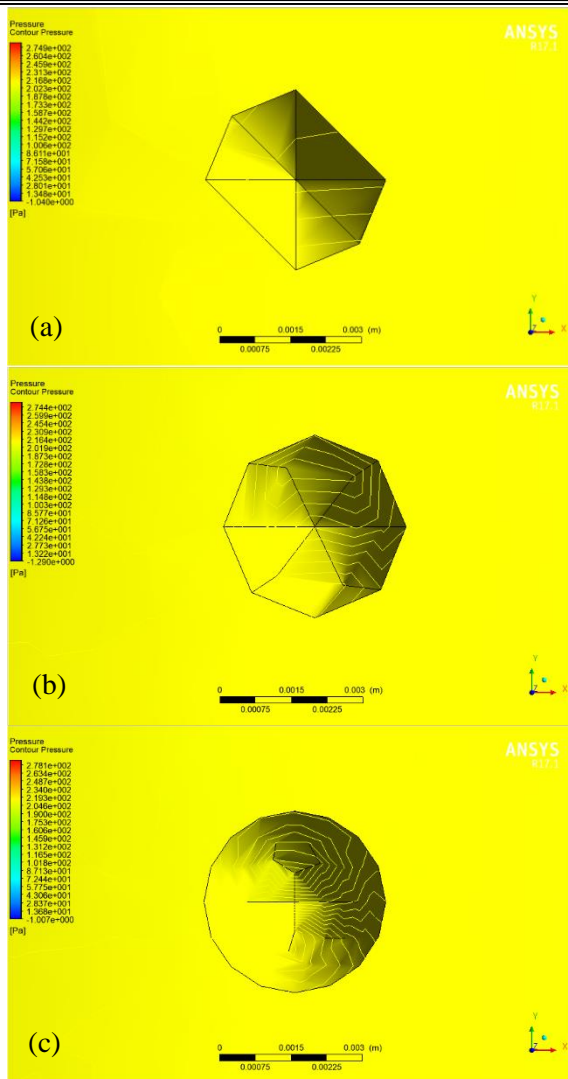 Pressure
Contour Pressure
2.749e+002
2.604e+002
2.459e+002
2.313e+002
2.168e+002
2.023e+002
1.878e+002
1.733e+002
1.587e+002
1.442e+002
1.297e+002
1.152e+002
1.006e+002
8.611e+001
7.158e+001
5.706e+001
4.253e+001
2.801e+001
1.348e+001
-1.040e+000
[Pa]
ANSYS
R17.1
(a)
0 0.0015 0.003 (m)
0.00075 0.00225
Y
Z X
Pressure
Contour Pressure
2.744e+002
2.599e+002
2.454e+002
2.309e+002
2.164e+002
2.019e+002
1.873e+002
1.728e+002
1.583e+002
1.438e+002
1.293e+002
1.148e+002
1.003e+002
8.577e+001
7.126e+001
5.675e+001
4.224e+001
2.773e+001
1.322e+001
-1.290e+000
[Pa]
ANSYS
R17.1
(b)
0 0.0015 0.003 (m)
0.00075 0.00225
Y
Z X
Pressure
Contour Pressure
2.781e+002
2.634e+002
2.487e+002
2.340e+002
2.193e+002
2.046e+002
1.900e+002
1.753e+002
1.606e+002
1.459e+002
1.312e+002
1.165e+002
1.018e+002
8.713e+001
7.244e+001
5.775e+001
4.306e+001
2.837e+001
1.368e+001
-1.007e+000
[Pa]
ANSYS
R17.1
(c)
0 0.0015 0.003 (m)
0.00075 0.00225
Y
Z X